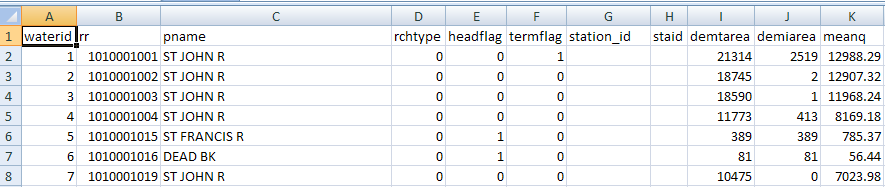 A B C D E F G H I J K
1 waterid rr pname rchtype headflag termflag station_id staid demtarea demiarea meanq
2 1 1010001001 ST JOHN R 0 0 1 21314 2519 12988.29
3 2 1010001002 ST JOHN R 0 0 0 18745 2 12907.32
4 3 1010001003 ST JOHN R 0 0 0 18590 1 11968.24
5 4 1010001004 ST JOHN R 0 0 0 11773 413 8169.18
6 5 1010001015 ST FRANCIS R 0 1 0 389 389 785.37
7 6 1010001016 DEAD BK 0 1 0 81 81 56.44
8 7 1010001019 ST JOHN R 0 0 0 10475 0 7023.98